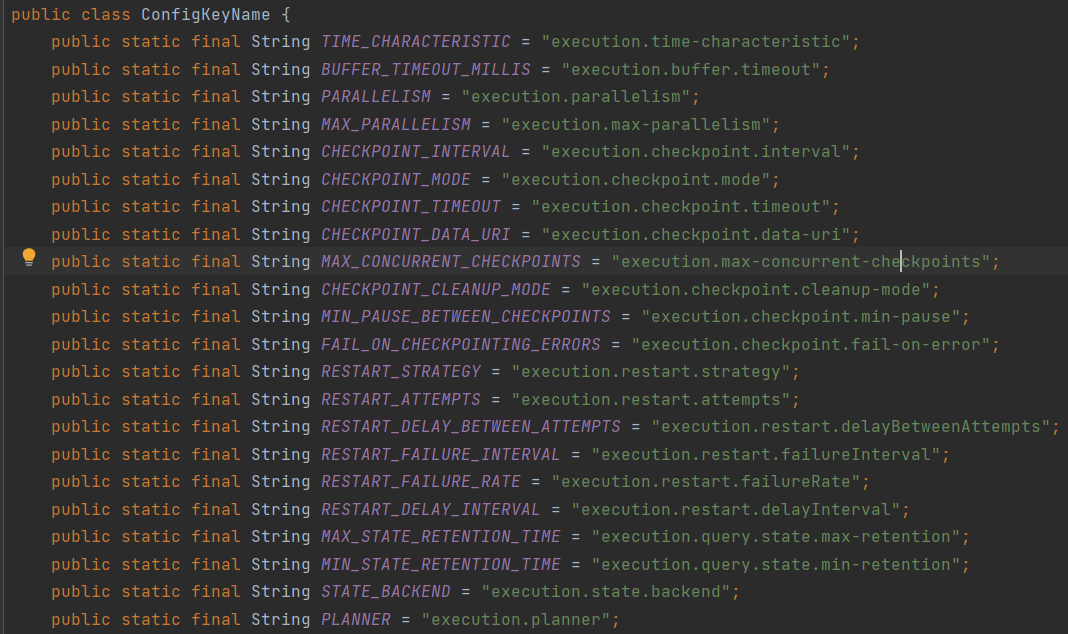 public class ConfigKeyName {
    public static final String TIME_CHARACTERISTIC = "execution.time-characteristic";
    public static final String BUFFER_TIMEOUT_MILLIS = "execution.buffer.timeout";
    public static final String PARALLELISM = "execution.parallelism";
    public static final String MAX_PARALLELISM = "execution.max-parallelism";
    public static final String CHECKPOINT_INTERVAL = "execution.checkpoint.interval";
    public static final String CHECKPOINT_MODE = "execution.checkpoint.mode";
    public static final String CHECKPOINT_TIMEOUT = "execution.checkpoint.timeout";
    public static final String CHECKPOINT_DATA_URI = "execution.checkpoint.data-uri";
    public static final String MAX_CONCURRENT_CHECKPOINTS = "execution.max-concurrent-checkpoints";
    public static final String CHECKPOINT_CLEANUP_MODE = "execution.checkpoint.cleanup-mode";
    public static final String MIN_PAUSE_BETWEEN_CHECKPOINTS = "execution.checkpoint.min-pause";
    public static final String FAIL_ON_CHECKPOINTING_ERRORS = "execution.checkpoint.fail-on-error";
    public static final String RESTART_STRATEGY = "execution.restart.strategy";
    public static final String RESTART_ATTEMPTS = "execution.restart.attempts";
    public static final String RESTART_DELAY_BETWEEN_ATTEMPTS = "execution.restart.delayBetweenAttempts";
    public static final String RESTART_FAILURE_INTERVAL = "execution.restart.failureInterval";
    public static final String RESTART_FAILURE_RATE = "execution.restart.failureRate";
    public static final String RESTART_DELAY_INTERVAL = "execution.restart.delayInterval";
    public static final String MAX_STATE_RETENTION_TIME = "execution.query.state.max-retention";
    public static final String MIN_STATE_RETENTION_TIME = "execution.query.state.min-retention";
    public static final String STATE_BACKEND = "execution.state.backend";
    public static final String PLANNER = "execution.planner";